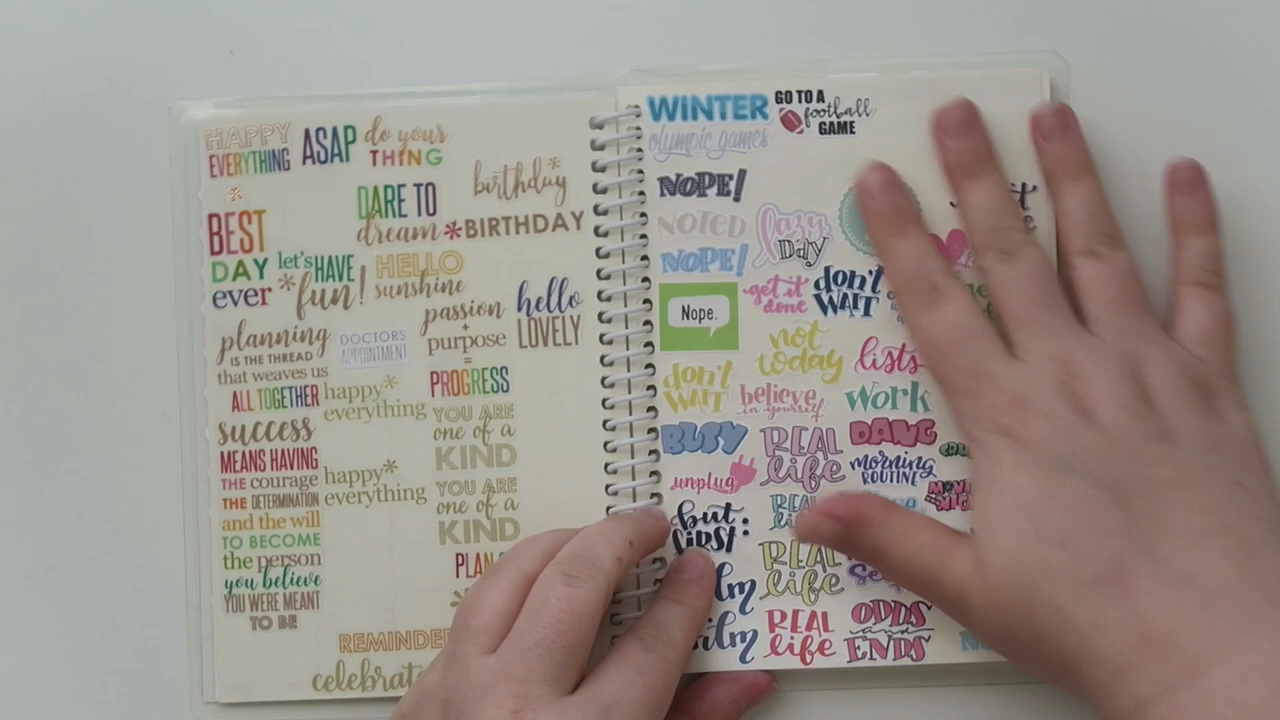 HAPPY
EVERYTHING
ASAP
do your
THING
birthday
BEST
DAY
ever
DARE TO
dream
*BIRTHDAY
let's HAVE
*fun!
HELLO
sunshine
passion
+
purpose
=
PROGRESS
hello
LOVELY
planning
IS THE THREAD
that weaves us
ALL TOGETHER
DOCTORS
APPOINTMENT
happy*
everything
YOU ARE
one of a
KIND
success
MEANS HAVING
THE courage
THE DETERMINATION
and the will
TO BECOME
the person
you believe
YOU WERE MEANT
TO BE
happy*
everything
YOU ARE
one of a
KIND
PLAN
REMINDER
celebrate
WINTER
olympic games
GO TO A
football
GAME
NOPE!
NOTED
lazy
DAY
NOPE!
Nope.
get it
done
don't
WAIT
not
today
lists
don't
WAIT
believe
in yourself
Work
BUSY
REAL
life
DANG
morning
ROUTINE
unplug
but
first:
REAL
REAL
life
REAL
life
ODDS
and
ENDS